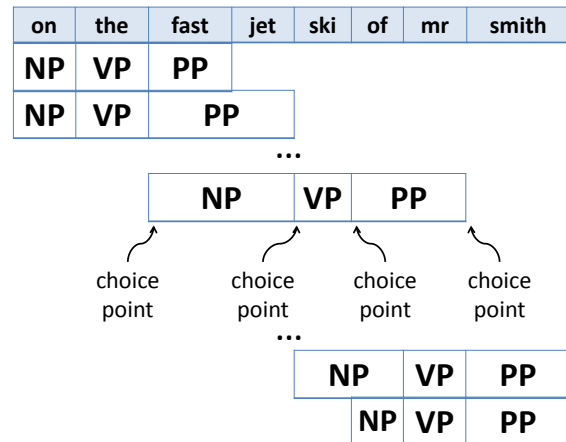 on the fast jet ski of mr smith
NP VP PP
NP VP PP
...
NP VP PP
choice choice choice choice
point point point point
...
NP VP PP
NP VP PP